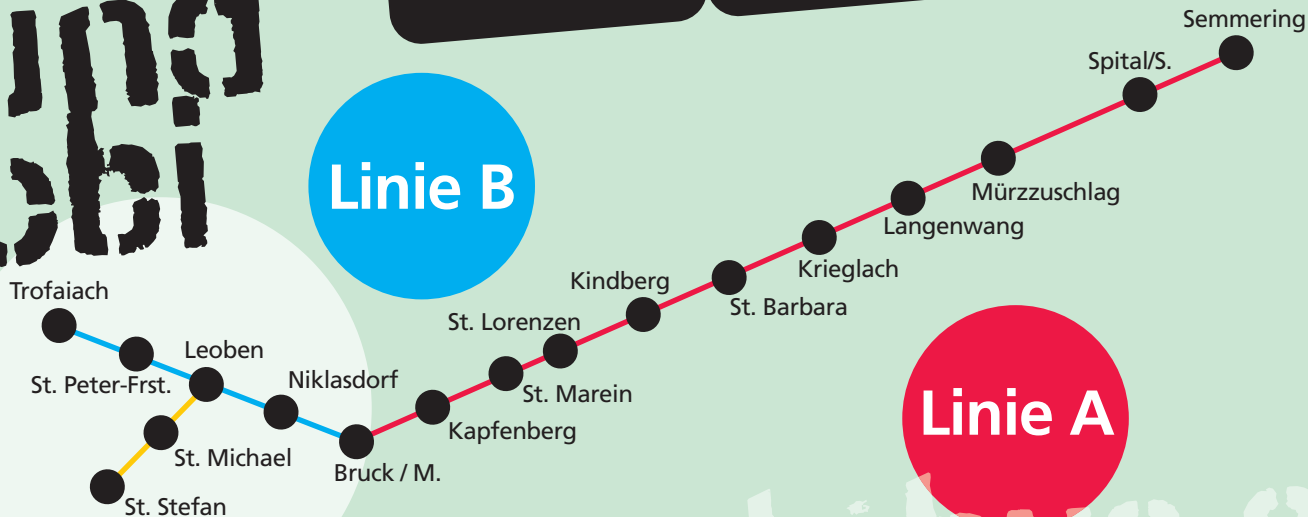 Semmering
Spital/S.
Linie B
Mürzzuschlag
Langenwang
Krieglach
Kindberg
St. Barbara
Trofaiach
St. Lorenzen
Leoben
St. Peter-Frst.
Niklasdorf
St. Marein
Linie A
Kapfenberg
St. Michael
Bruck / M.
St. Stefan